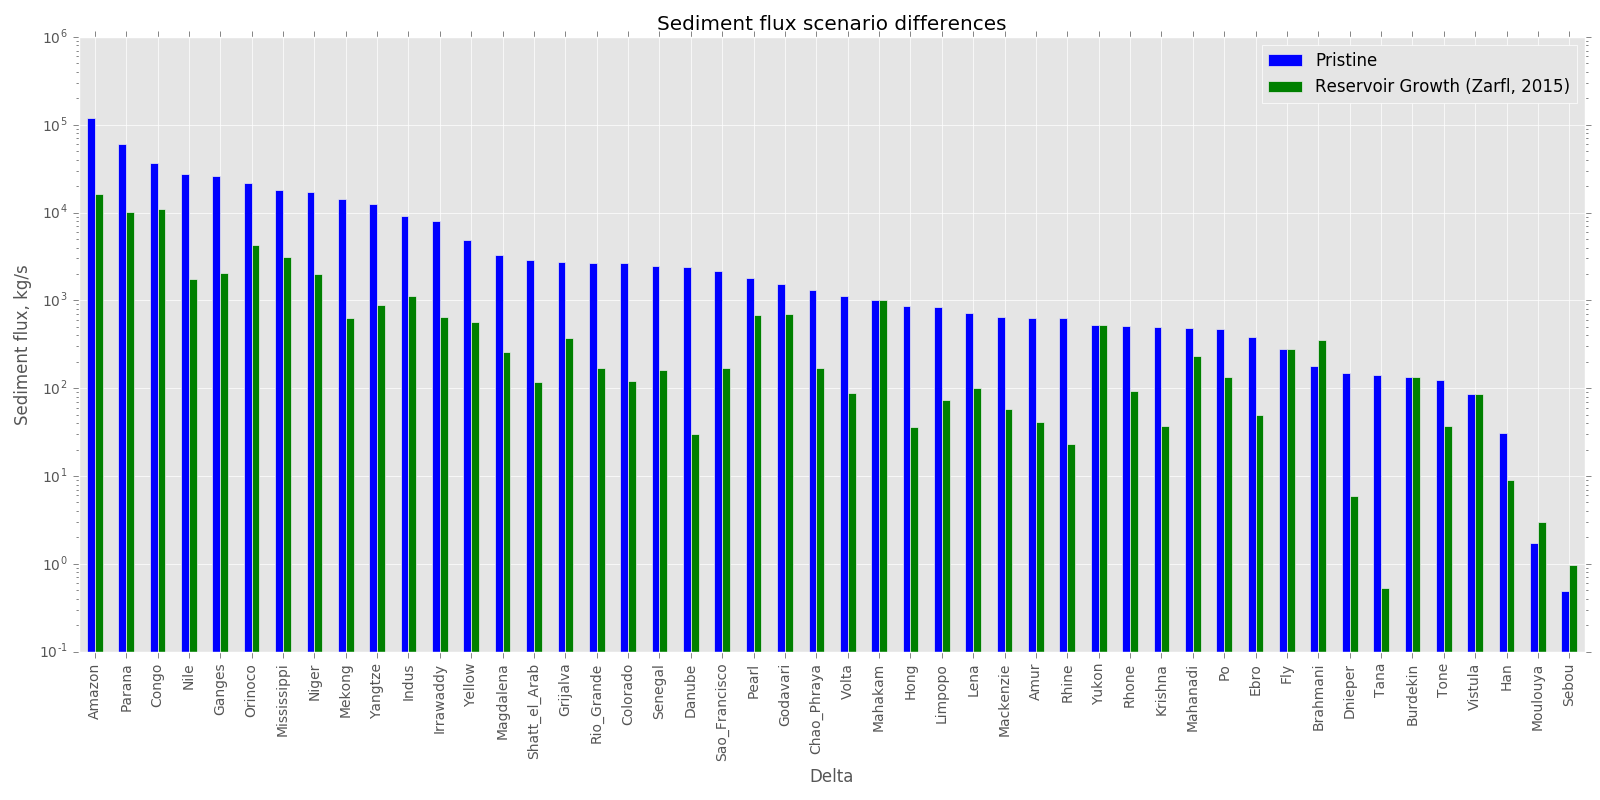 Sediment flux scenario differences
Pristine
Reservoir Growth (Zarfl, 2015)
Sediment flux, kg/s
10^6
10^5
10^4
10^3
10^2
10^1
10^0
10^-1
Amazon
Parana
Congo
Nile
Ganges
Orinoco
Mississippi
Niger
Mekong
Yangtze
Indus
Irrawaddy
Yellow
Magdalena
Shatt_el_Arab
Grijalva
Rio_Grande
Colorado
Senegal
Danube
Sao_Francisco
Pearl
Godavari
Chao_Phraya
Volta
Mahakam
Hong
Limpopo
Lena
Mackenzie
Amur
Rhine
Yukon
Rhone
Krishna
Mahanadi
Po
Ebro
Fly
Brahmani
Dnieper
Tana
Burdekin
Tone
Vistula
Han
Moulouya
Sebou
Delta